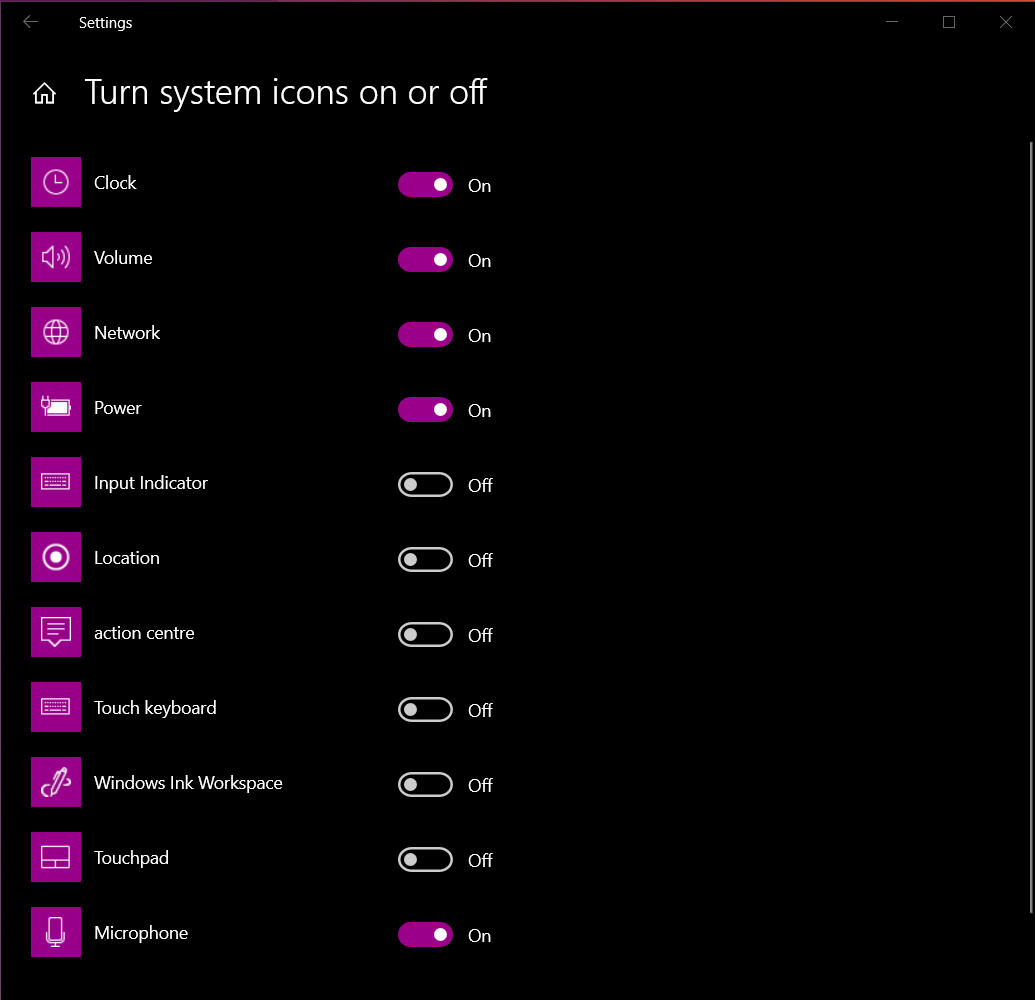 Settings
Turn system icons on or off
Clock On
Volume On
Network On
Power On
Input Indicator Off
Location Off
action centre Off
Touch keyboard Off
Windows Ink Workspace Off
Touchpad Off
Microphone On